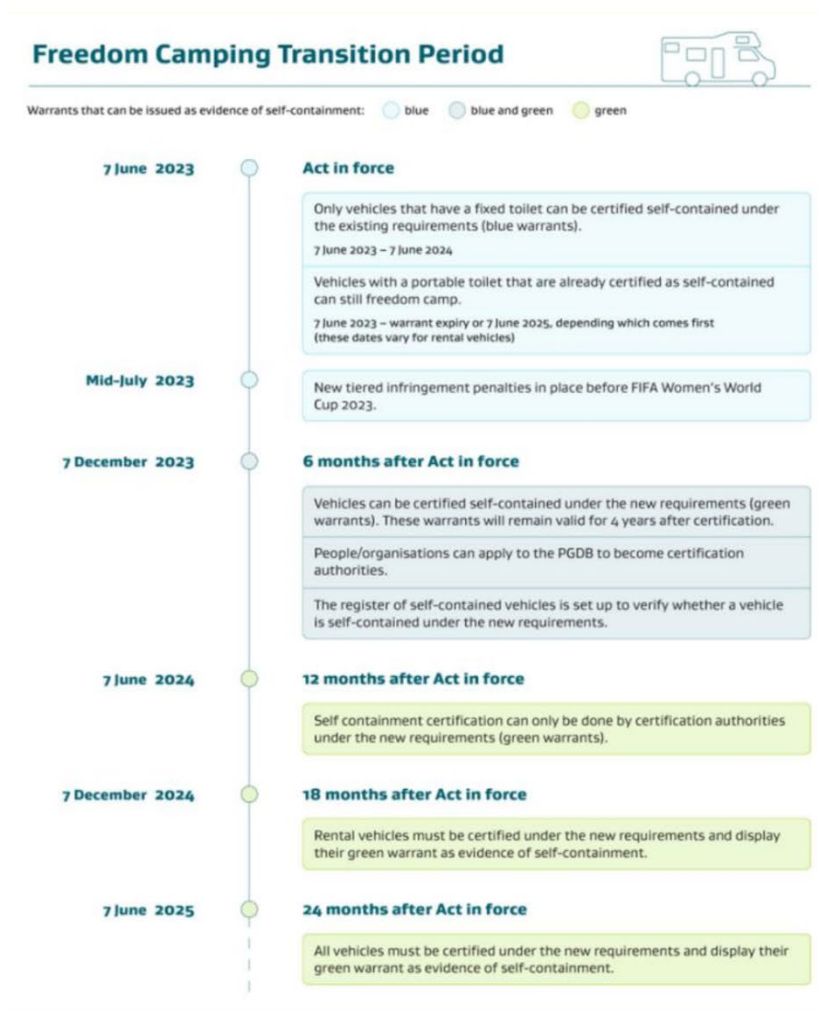 Freedom Camping Transition Period
Warrants that can be issued as evidence of self-containment: blue blue and green green
7 June 2023
Act in force
Only vehicles that have a fixed toilet can be certified self-contained under
the existing requirements (blue warrants).
7 June 2023 – 7 June 2024
Vehicles with a portable toilet that are already certified as self-contained
can still freedom camp.
7 June 2023 – warrant expiry or 7 June 2025, depending which comes first
(these dates vary for rental vehicles)
Mid-July 2023
New tiered infringement penalties in place before FIFA Women's World
Cup 2023.
7 December 2023
6 months after Act in force
Vehicles can be certified self-contained under the new requirements (green
warrants). These warrants will remain valid for 4 years after certification.
People/organisations can apply to the PGDB to become certification
authorities.
The register of self-contained vehicles is set up to verify whether a vehicle
is self-contained under the new requirements.
7 June 2024
12 months after Act in force
Self containment certification can only be done by certification authorities
under the new requirements (green warrants).
7 December 2024
18 months after Act in force
Rental vehicles must be certified under the new requirements and display
their green warrant as evidence of self-containment.
7 June 2025
24 months after Act in force
All vehicles must be certified under the new requirements and display their
green warrant as evidence of self-containment.